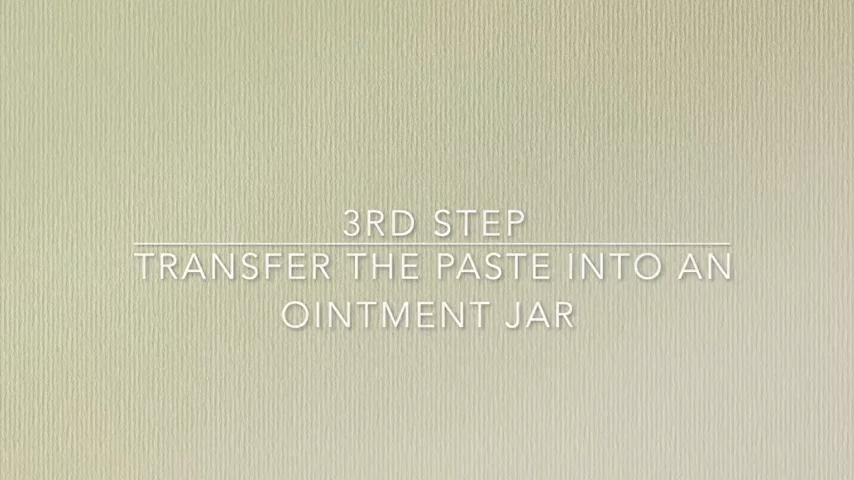 3RD STEP
TRANSFER THE PASTE INTO AN
OINTMENT JAR